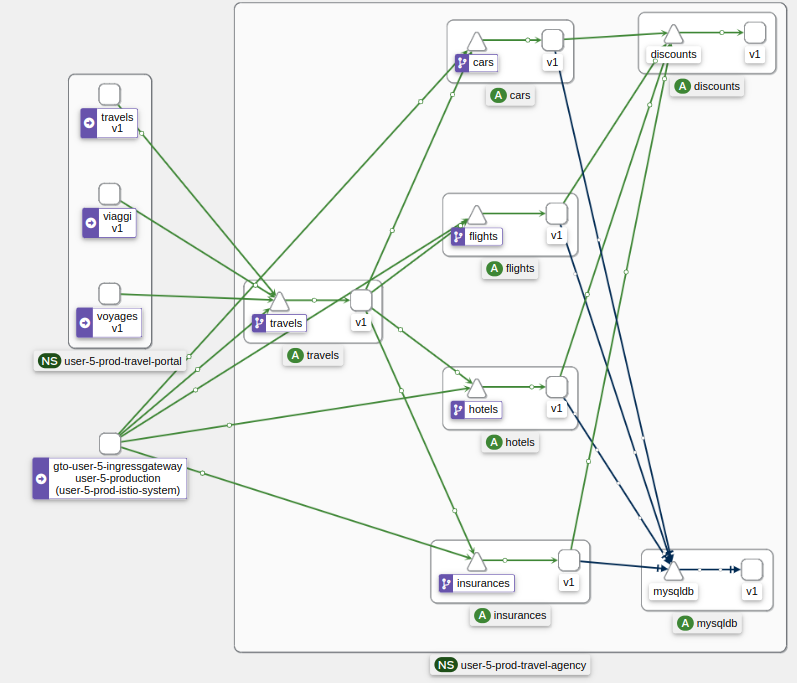 travels
v1
viaggi
v1
voyages
v1
NS user-5-prod-travel-portal
gto-user-5-ingressgateway
user-5-production
(user-5-prod-istio-system)
travels
v1
A travels
cars
v1
A cars
discounts
v1
A discounts
flights
v1
A flights
hotels
v1
A hotels
insurances
v1
A insurances
mysqldb
v1
A mysqldb
NS user-5-prod-travel-agency